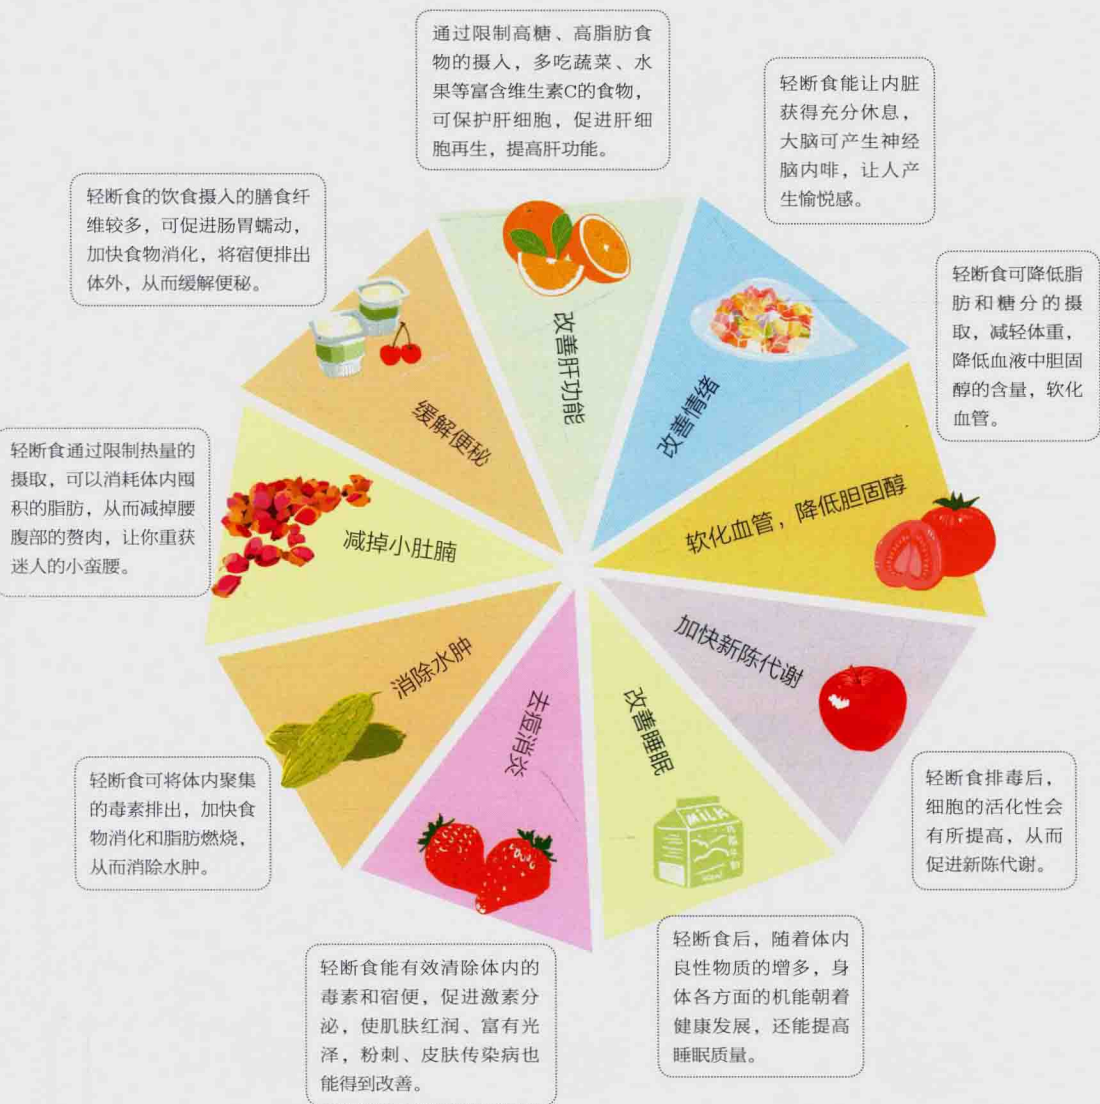 通过限制高糖、高脂肪食
物的摄入，多吃蔬菜、水
果等富含维生素C的食物，
可保护肝细胞，促进肝细
胞再生，提高肝功能。
轻断食能让内脏
获得充分休息，
大脑可产生神经
脑内啡，让人产
生愉悦感。
轻断食的饮食摄入的膳食纤
维较多，可促进肠胃蠕动，
加快食物消化，将宿便排出
体外，从而缓解便秘。
轻断食可降低脂
肪和糖分的摄
取，减轻体重，
降低血液中胆固
醇的含量，软化
血管。
轻断食通过限制热量的
摄取，可以消耗体内囤
积的脂肪，从而减掉腰
腹部的赘肉，让你重获
迷人的小蛮腰。
改善肝功能
改善情绪
缓解便秘
软化血管，降低胆固醇
减掉小肚腩
加快新陈代谢
消除水肿
去痘消炎
改善睡眠
MILK
轻断食可将体内聚集
的毒素排出，加快食
物消化和脂肪燃烧，
从而消除水肿。
轻断食排毒后，
细胞的活化性会
有所提高，从而
促进新陈代谢。
轻断食能有效清除体内的
毒素和宿便，促进激素分
泌，使肌肤红润、富有光
泽，粉刺、皮肤传染病也
能得到改善。
轻断食后，随着体内
良性物质的增多，身
体各方面的机能朝着
健康发展，还能提高
睡眠质量。